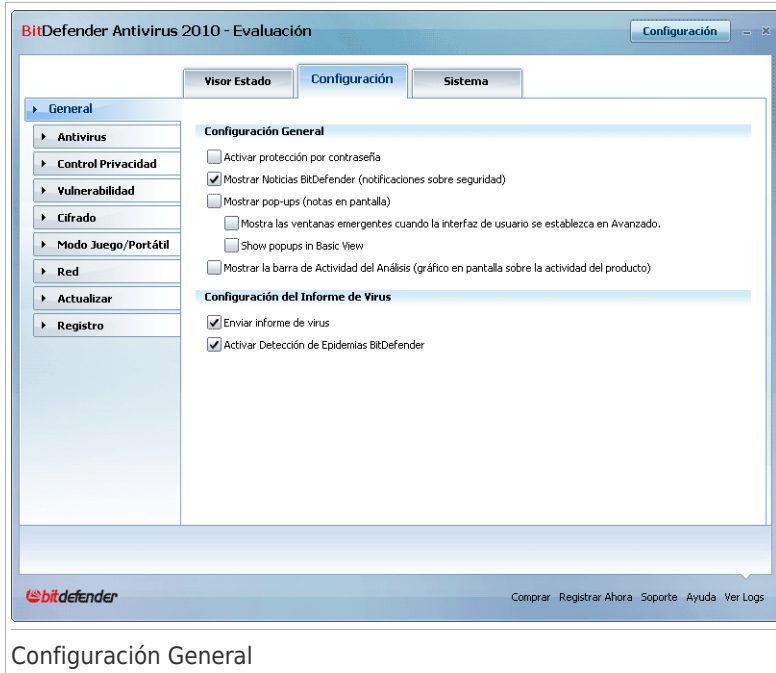 BitDefender Antivirus 2010 - Evaluación
Configuración
Visor Estado
Configuración
Sistema
General
Antivirus
Control Privacidad
Vulnerabilidad
Cifrado
Modo Juego/Portátil
Red
Actualizar
Registro
Configuración General
Activar protección por contraseña
Mostrar Noticias BitDefender (notificaciones sobre seguridad)
Mostrar pop-ups (notas en pantalla)
Mostra las ventanas emergentes cuando la interfaz de usuario se establezca en Avanzado.
Show popups in Basic View
Mostrar la barra de Actividad del Análisis (gráfico en pantalla sobre la actividad del producto)
Configuración del Informe de Virus
Enviar informe de virus
Activar Detección de Epidemias BitDefender
bitdefender
Comprar Registrar Ahora Soporte Ayuda Ver Logs
Configuración General